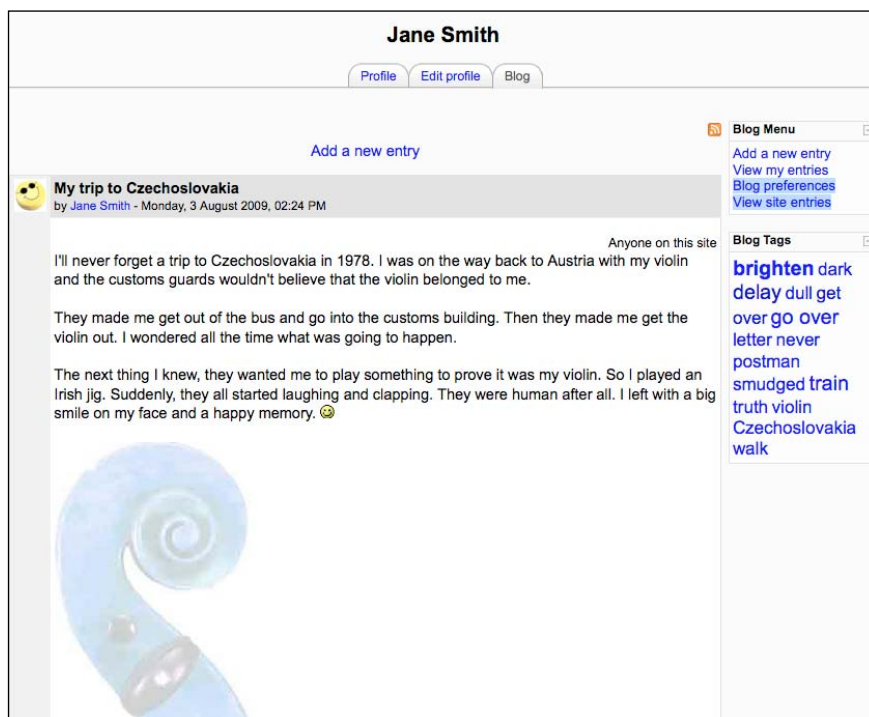 Jane Smith
Profile Edit profile Blog
Add a new entry
My trip to Czechoslovakia
by Jane Smith - Monday, 3 August 2009, 02:24 PM
Anyone on this site
I'll never forget a trip to Czechoslovakia in 1978. I was on the way back to Austria with my violin
and the customs guards wouldn't believe that the violin belonged to me.
They made me get out of the bus and go into the customs building. Then they made me get the
violin out. I wondered all the time what was going to happen.
The next thing I knew, they wanted me to play something to prove it was my violin. So I played an
Irish jig. Suddenly, they all started laughing and clapping. They were human after all. I left with a big
smile on my face and a happy memory.
Blog Menu
Add a new entry
View my entries
Blog preferences
View site entries
Blog Tags
brighten dark
delay dull get
over go over
letter never
postman
smudged train
truth violin
Czechoslovakia
walk